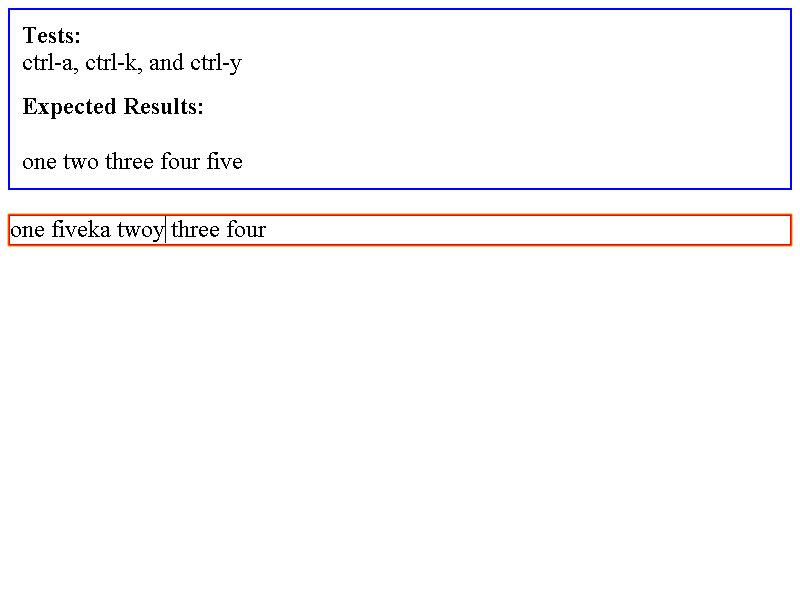 Tests:
ctrl-a, ctrl-k, and ctrl-y
Expected Results:
one two three four five
one fiveka twoy three four